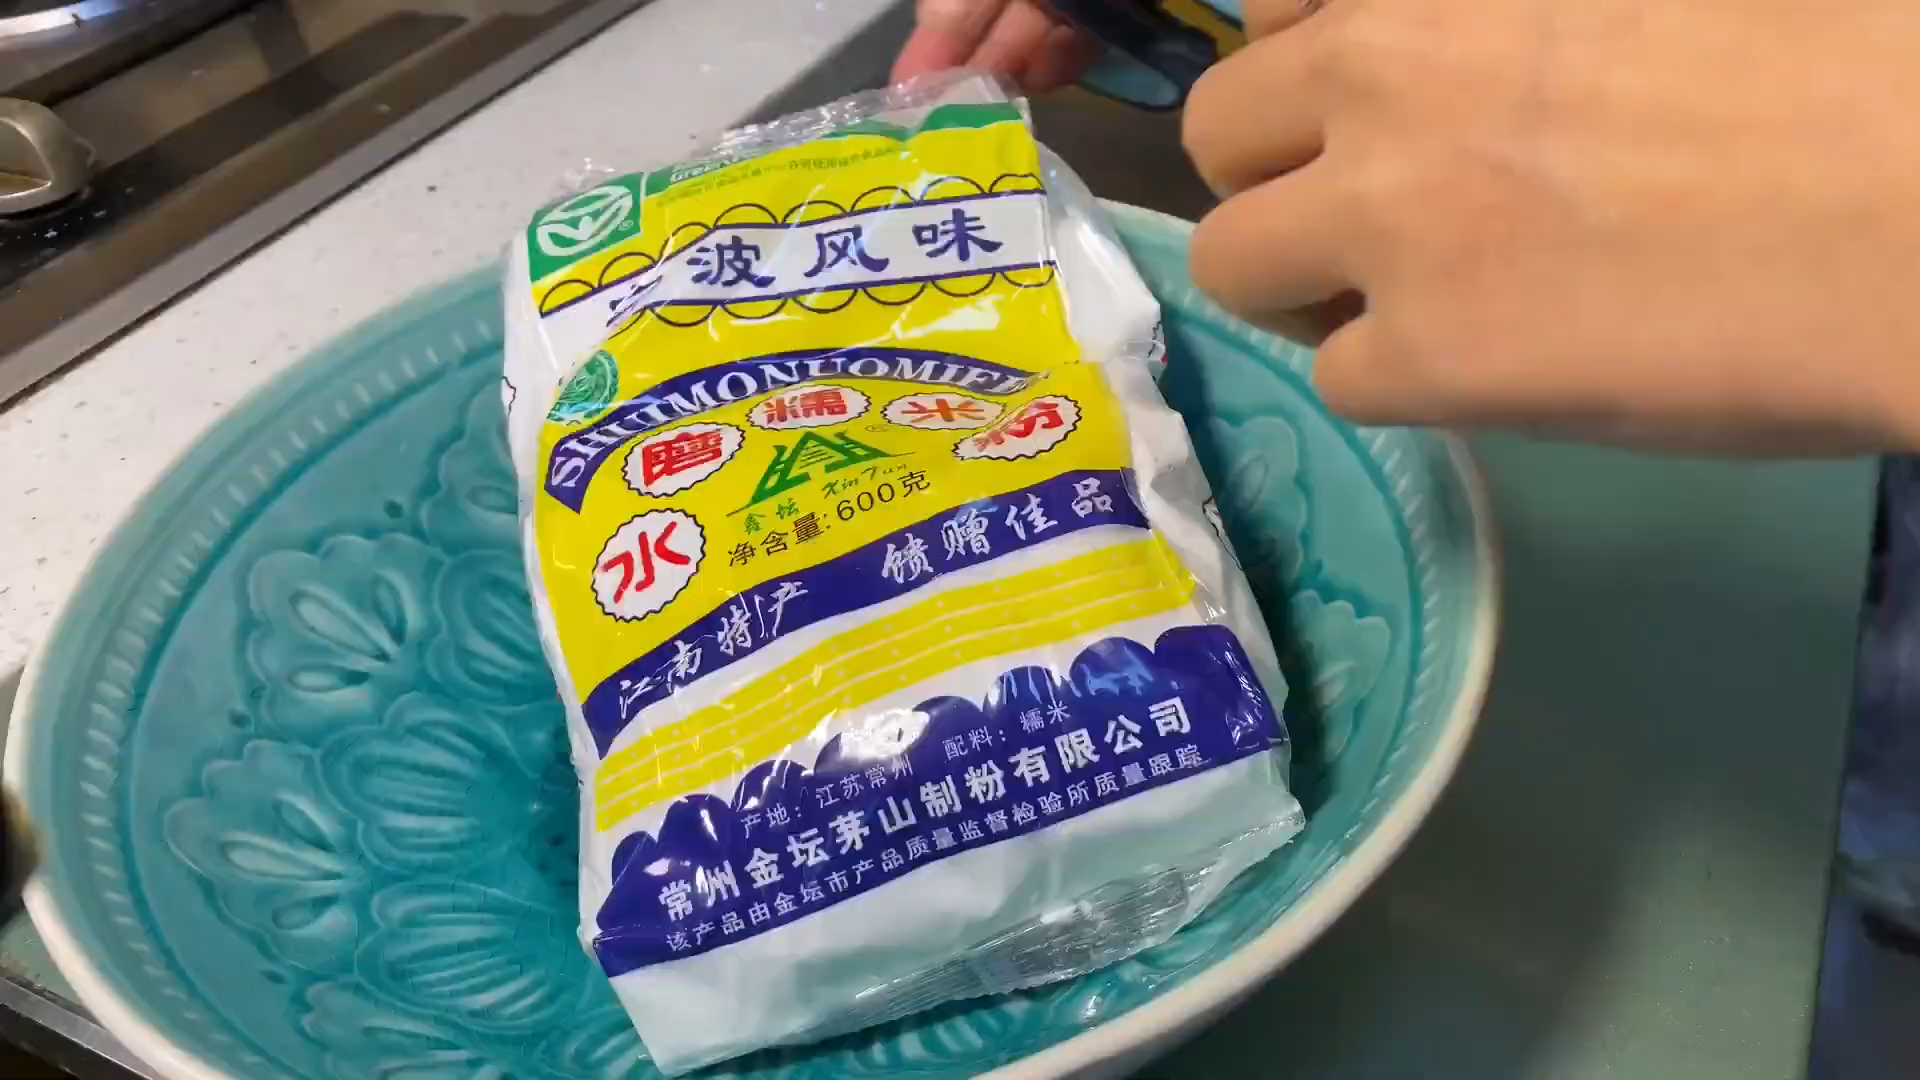 波风味
SHUIMONUOMIFE
水磨糯米粉
鑫坛 Xin Tan
净含量:600克
江南特产 馈赠佳品
产地:江苏常州 配料:糯米
常州金坛茅山制粉有限公司
该产品由金坛市产品质量监督检验所质量跟踪